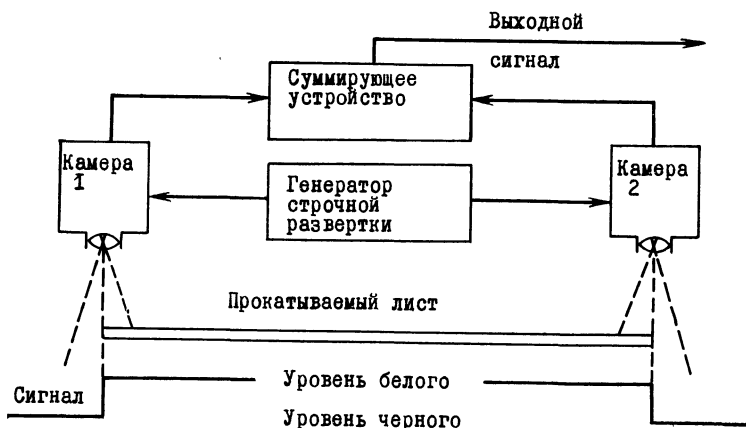 Выходной
сигнал
Суммирующее
устройство
Камера
1
Генератор
строчной
развертки
Камера
2
Прокатываемый лист
Сигнал
Уровень белого
Уровень черного